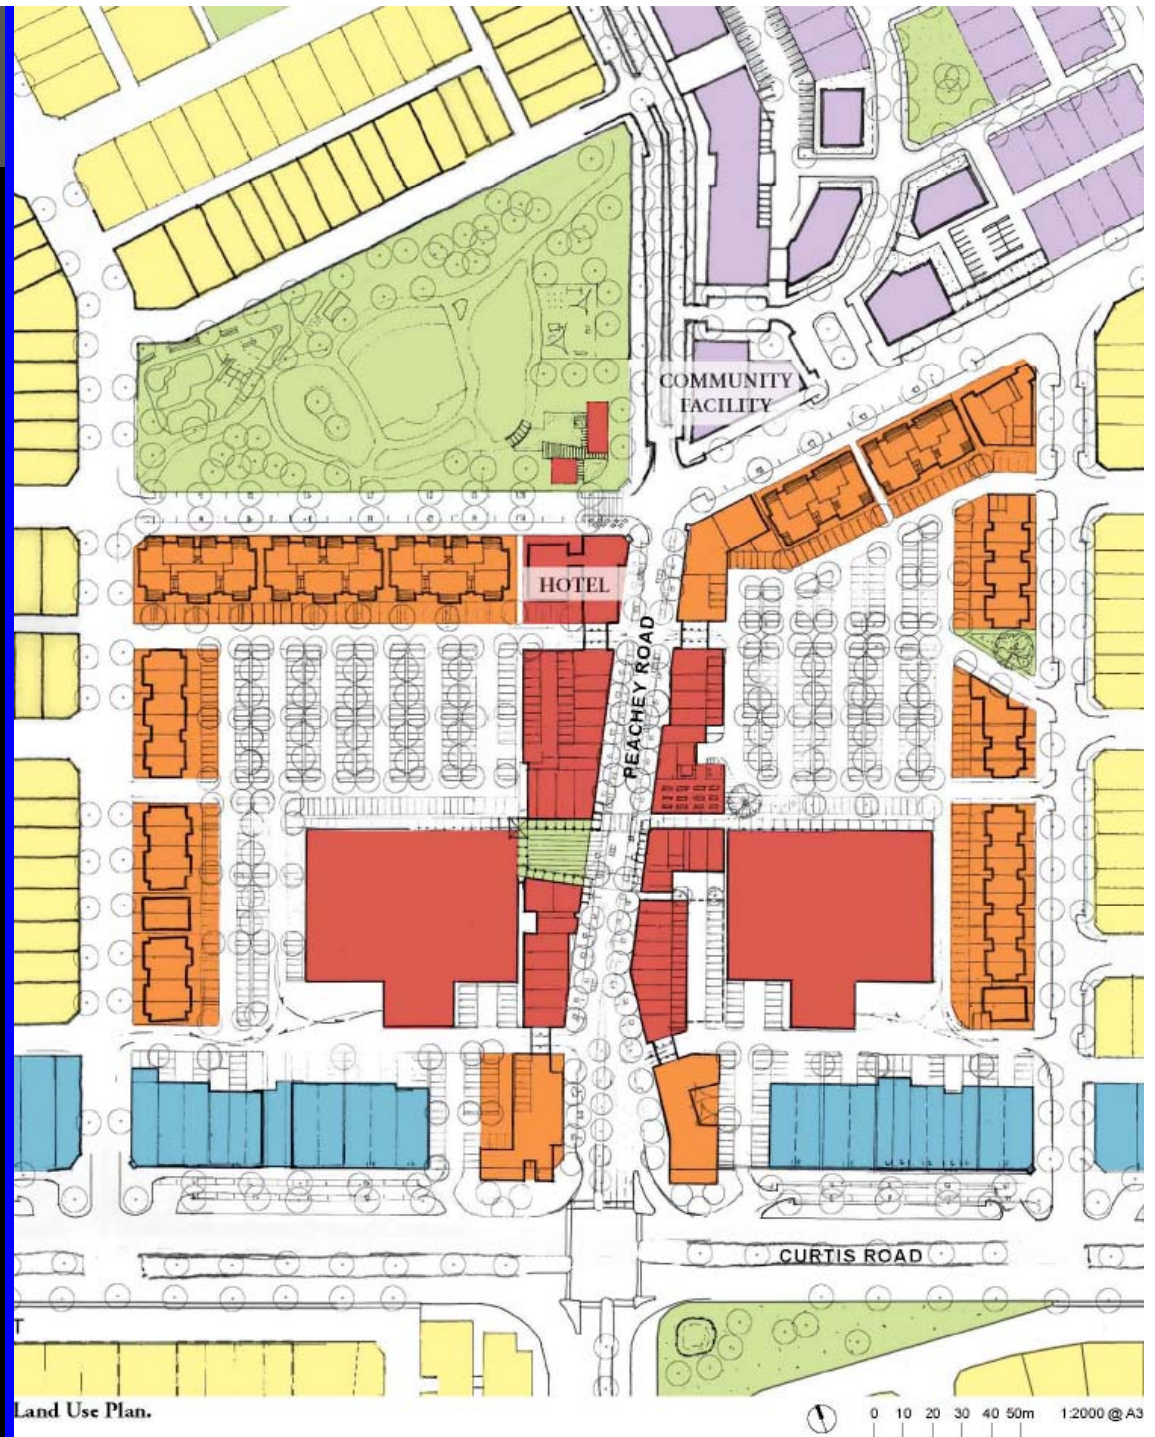 COMMUNITY
FACILITY
HOTEL
PEACHEY ROAD
CURTIS ROAD
T
Land Use Plan.
0 10 20 30 40 50m 1:2000 @ A3